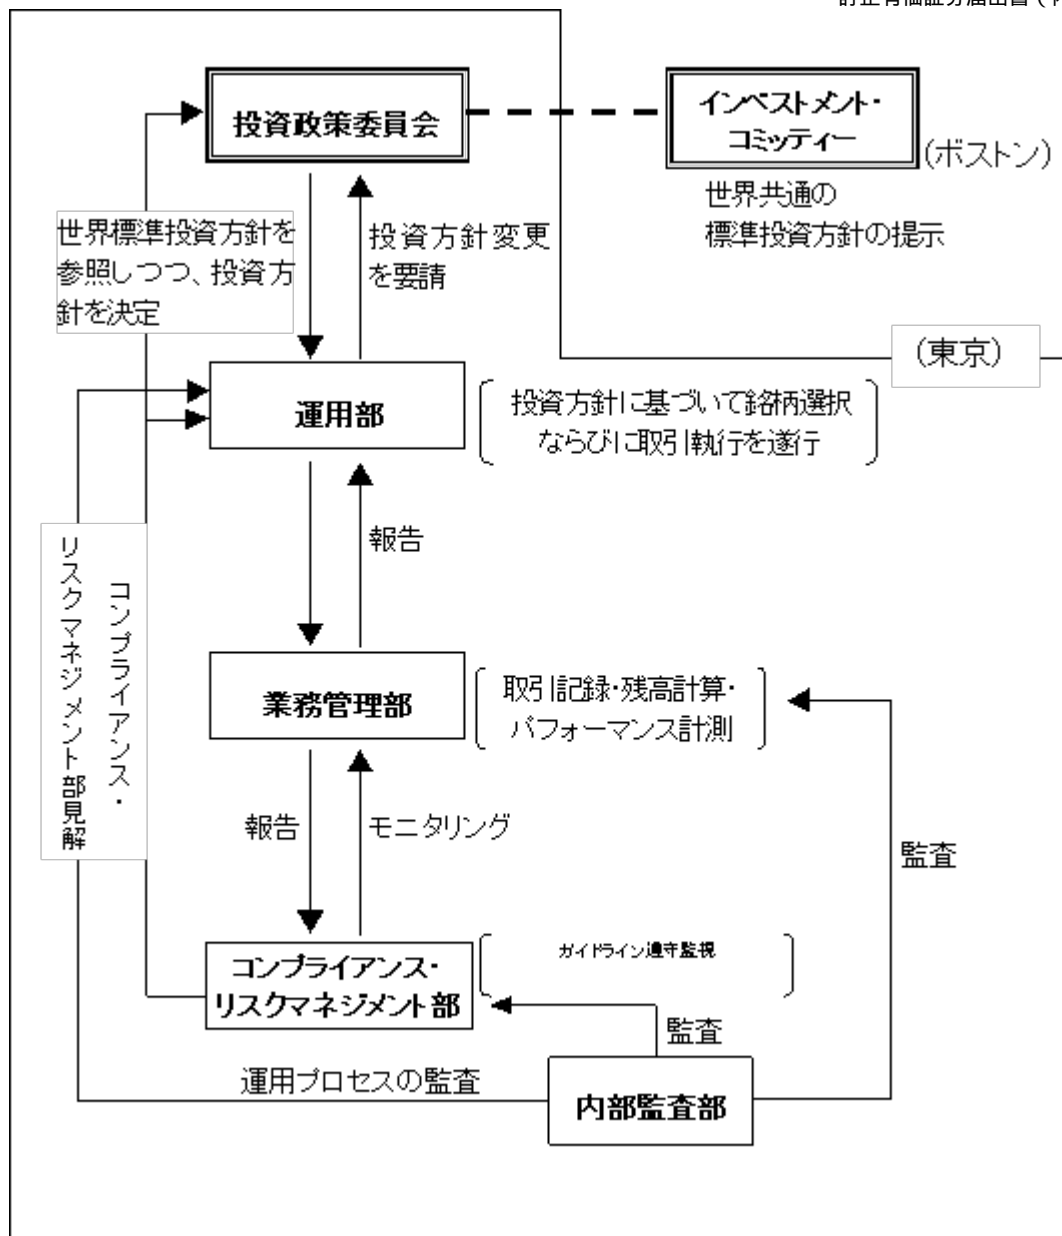 投資政策委員会
インベストメント・
コミッティー
(ボストン)
世界共通の
標準投資方針の提示
世界標準投資方針を
参照しつつ、投資方
針を決定
投資方針変更
を要請
(東京)
運用部
投資方針に基づいて銘柄選択
ならびに取引執行を遂行
報告
コンプライアンス・
リスクマネジメント部見解
業務管理部
取引記録・残高計算・
パフォーマンス計測
報告
モニタリング
監査
コンプライアンス・
リスクマネジメント部
ガイドライン遵守監視
監査
運用プロセスの監査
内部監査部